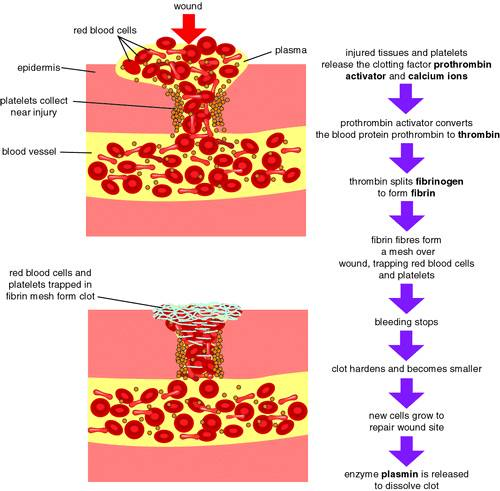 wound
red blood cells
plasma
epidermis
platelets collect
near injury
blood vessel
red blood cells and
platelets trapped in
fibrin mesh form clot
injured tissues and platelets
release the clotting factor prothrombin
activator and calcium ions
prothrombin activator converts
the blood protein prothrombin to thrombin
thrombin splits fibrinogen
to form fibrin
fibrin fibres form
a mesh over
wound, trapping red blood cells
and platelets
bleeding stops
clot hardens and becomes smaller
new cells grow to
repair wound site
enzyme plasmin is released
to dissolve clot